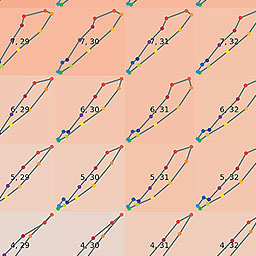 7, 29 7, 30 7, 31 7, 32
6, 29 6, 30 6, 31 6, 32
5, 29 5, 30 5, 31 5, 32
4, 29 4, 30 4, 31 4, 32